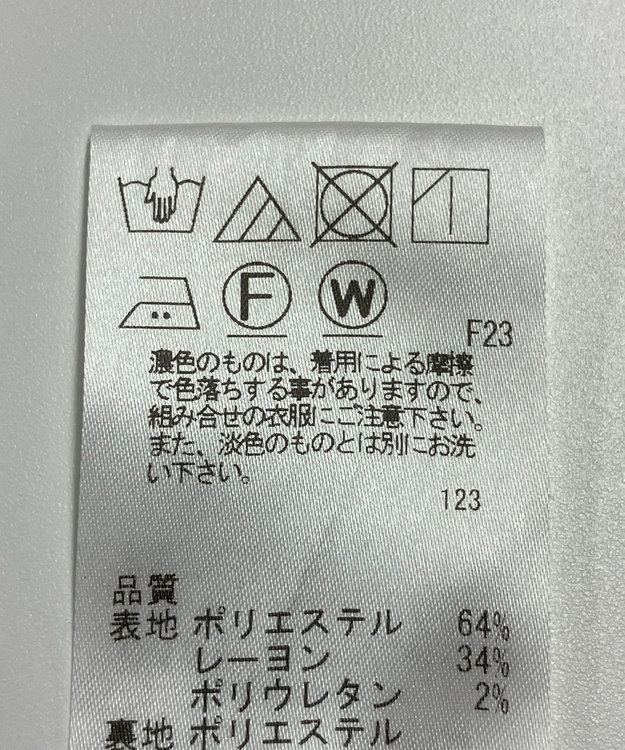 F W
F23
濃色のものは、着用による摩擦
で色落ちする事がありますので、
組み合せの衣服にご注意下さい。
また、淡色のものとは別にお洗
い下さい。
123
品質
表地 ポリエステル 64%
レーヨン 34%
ポリウレタン 2%
裏地 ポリエステル